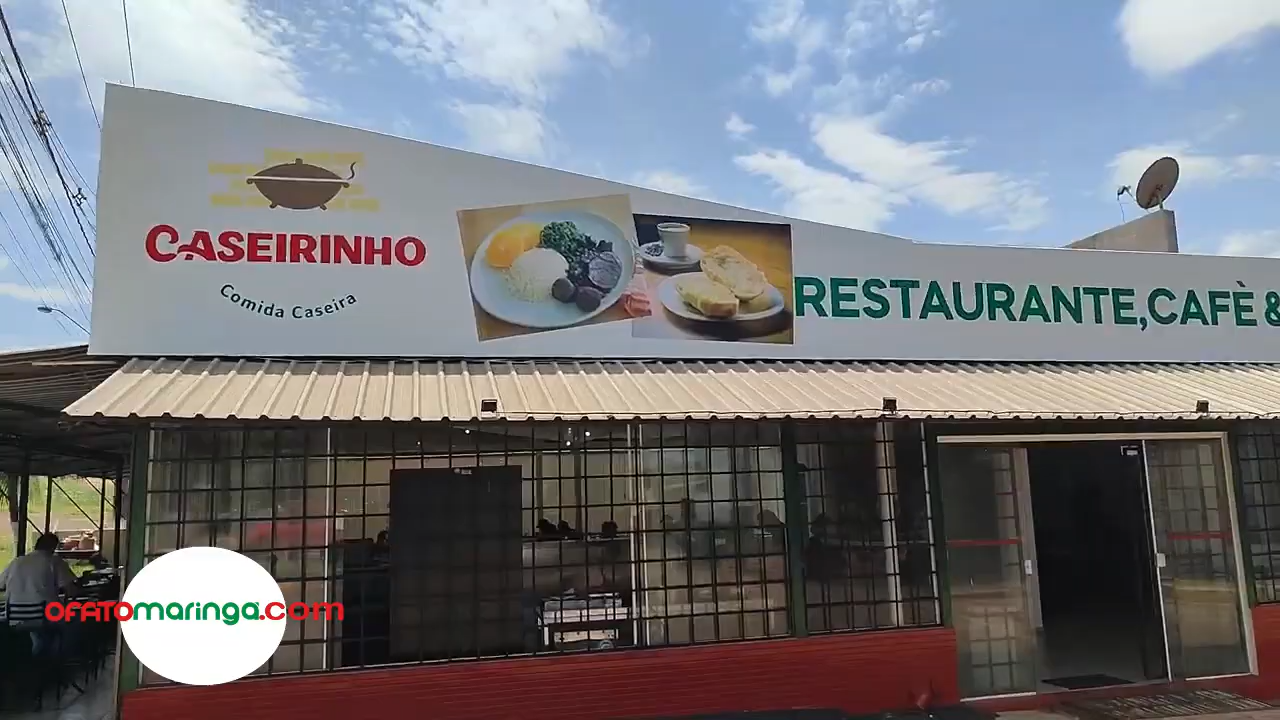 CASEIRINHO
Comida Caseira
RESTAURANTE,CAFÈ &
OFATOmaringa.com